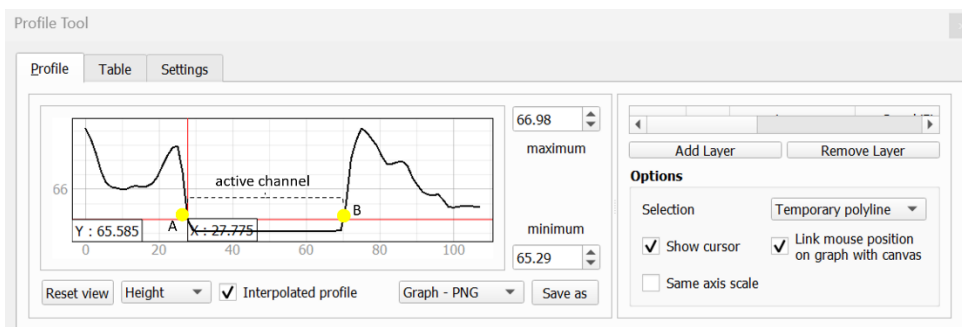 Profile Tool
Profile Table Settings
66.98
maximum
minimum
65.29
66
active channel
A
B
Y : 65.585
X : 27.775
0 20 40 60 80 100
Reset view Height Interpolated profile Graph - PNG Save as
Add Layer Remove Layer
Options
Selection Temporary polyline
Show cursor Link mouse position
on graph with canvas
Same axis scale